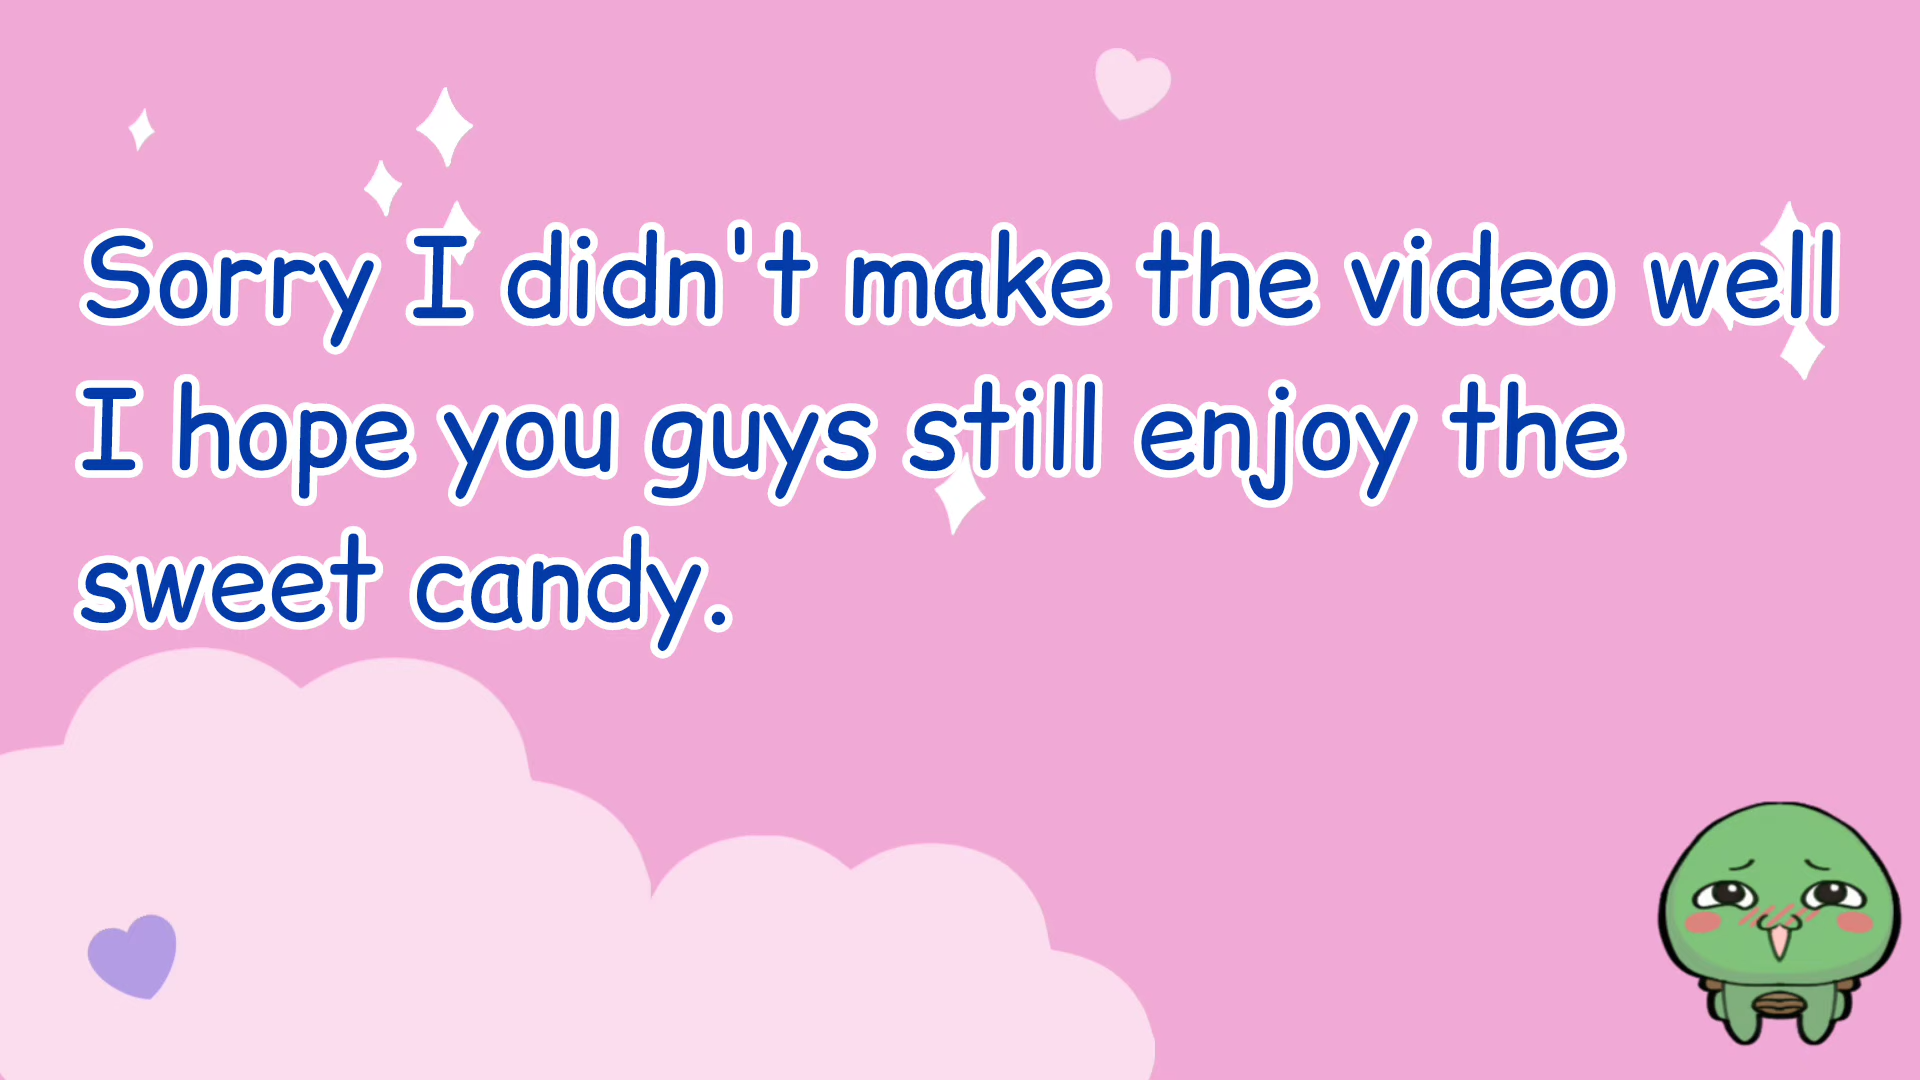 Sorry I didn't make the video well
I hope you guys still enjoy the
sweet candy.